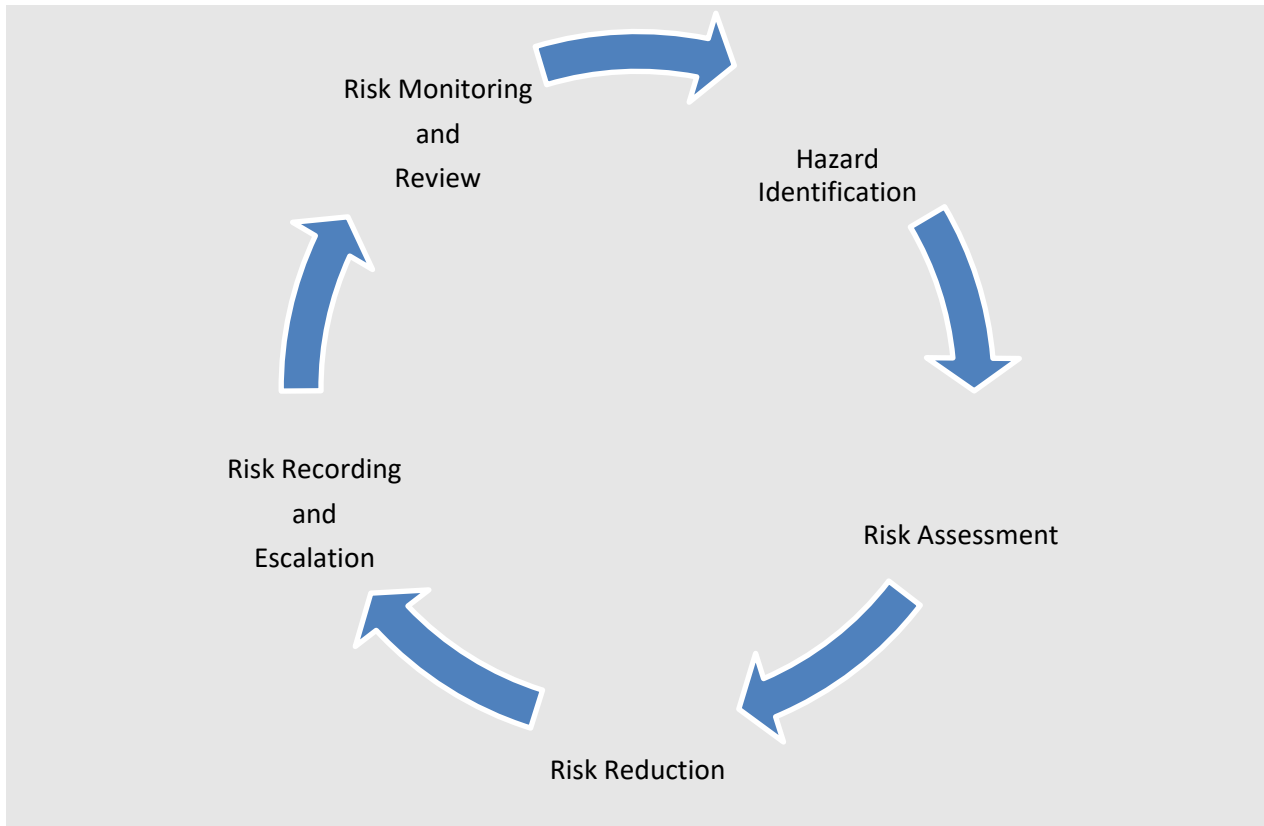 Risk Monitoring
and
Review
Hazard
Identification
Risk Assessment
Risk Reduction
Risk Recording
and
Escalation